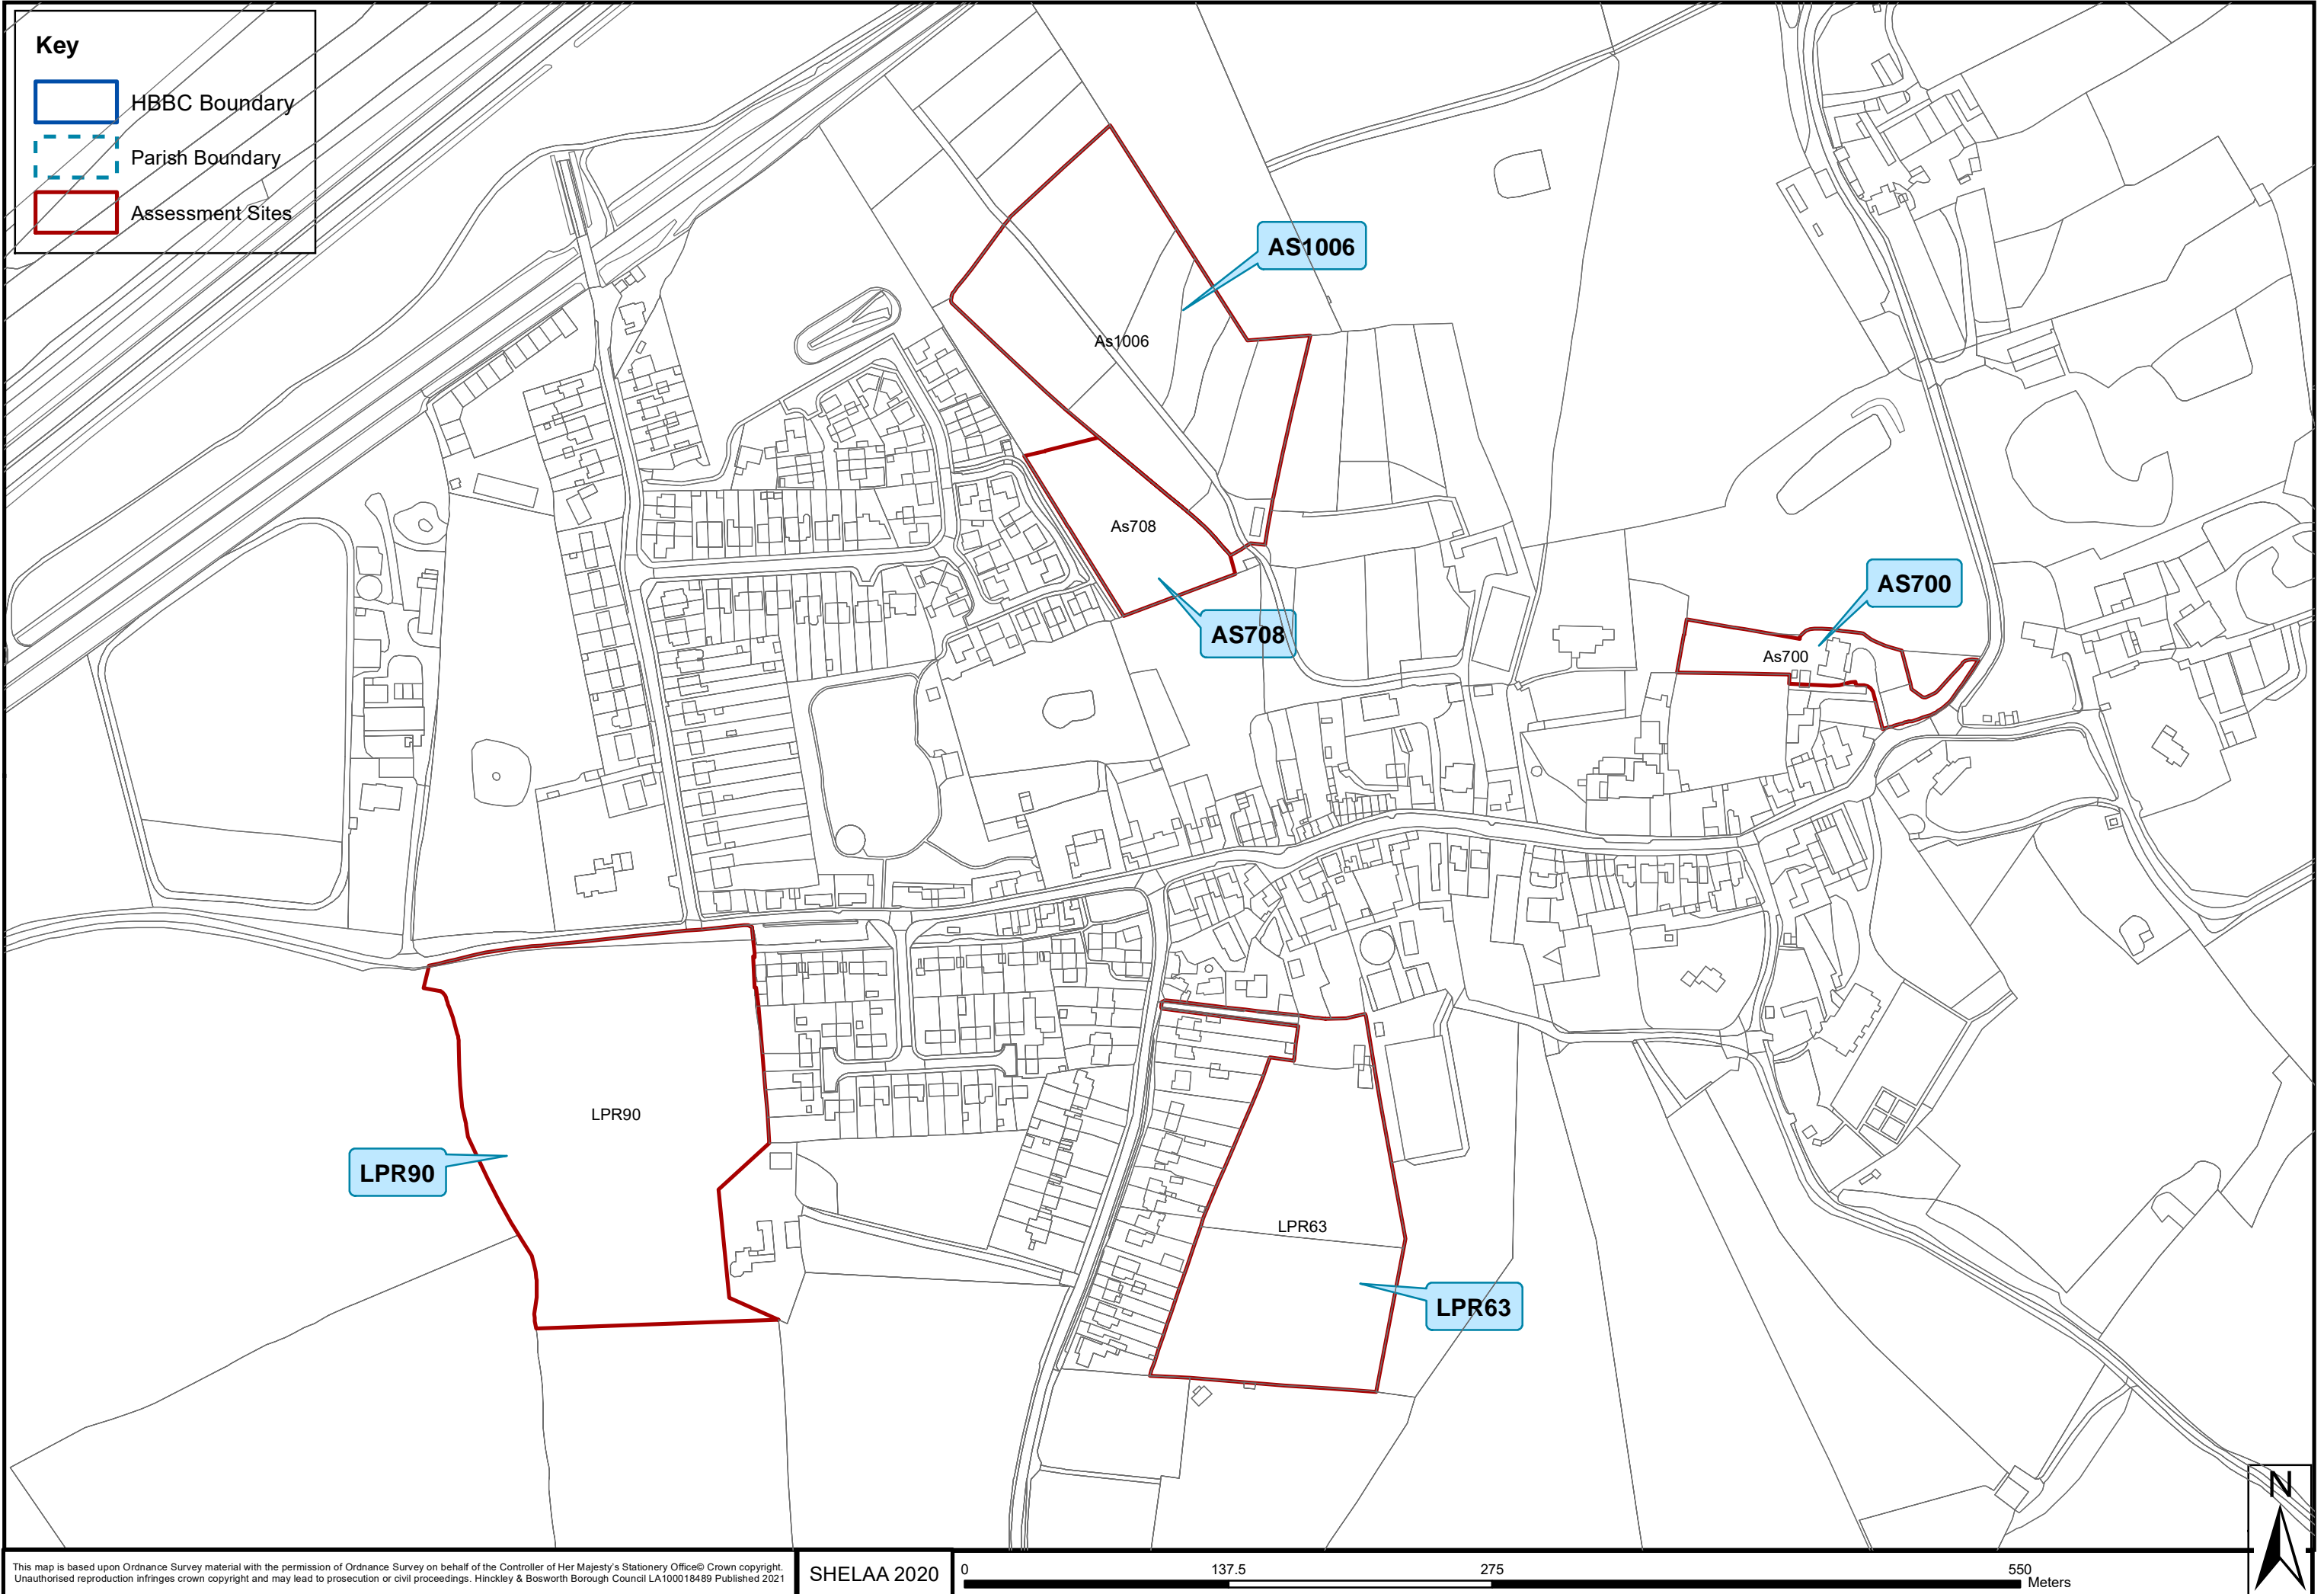 Key
HBBC Boundary
Parish Boundary
Assessment Sites
AS1006
As1006
As708
AS708
AS700
As700
LPR90
LPR90
LPR63
LPR63
N
This map is based upon Ordnance Survey material with the permission of Ordnance Survey on behalf of the Controller of Her Majesty's Stationery Office© Crown copyright.
Unauthorised reproduction infringes crown copyright and may lead to prosecution or civil proceedings. Hinckley & Bosworth Borough Council LA100018489 Published 2021
SHELAA 2020
0 137.5 275 550
Meters